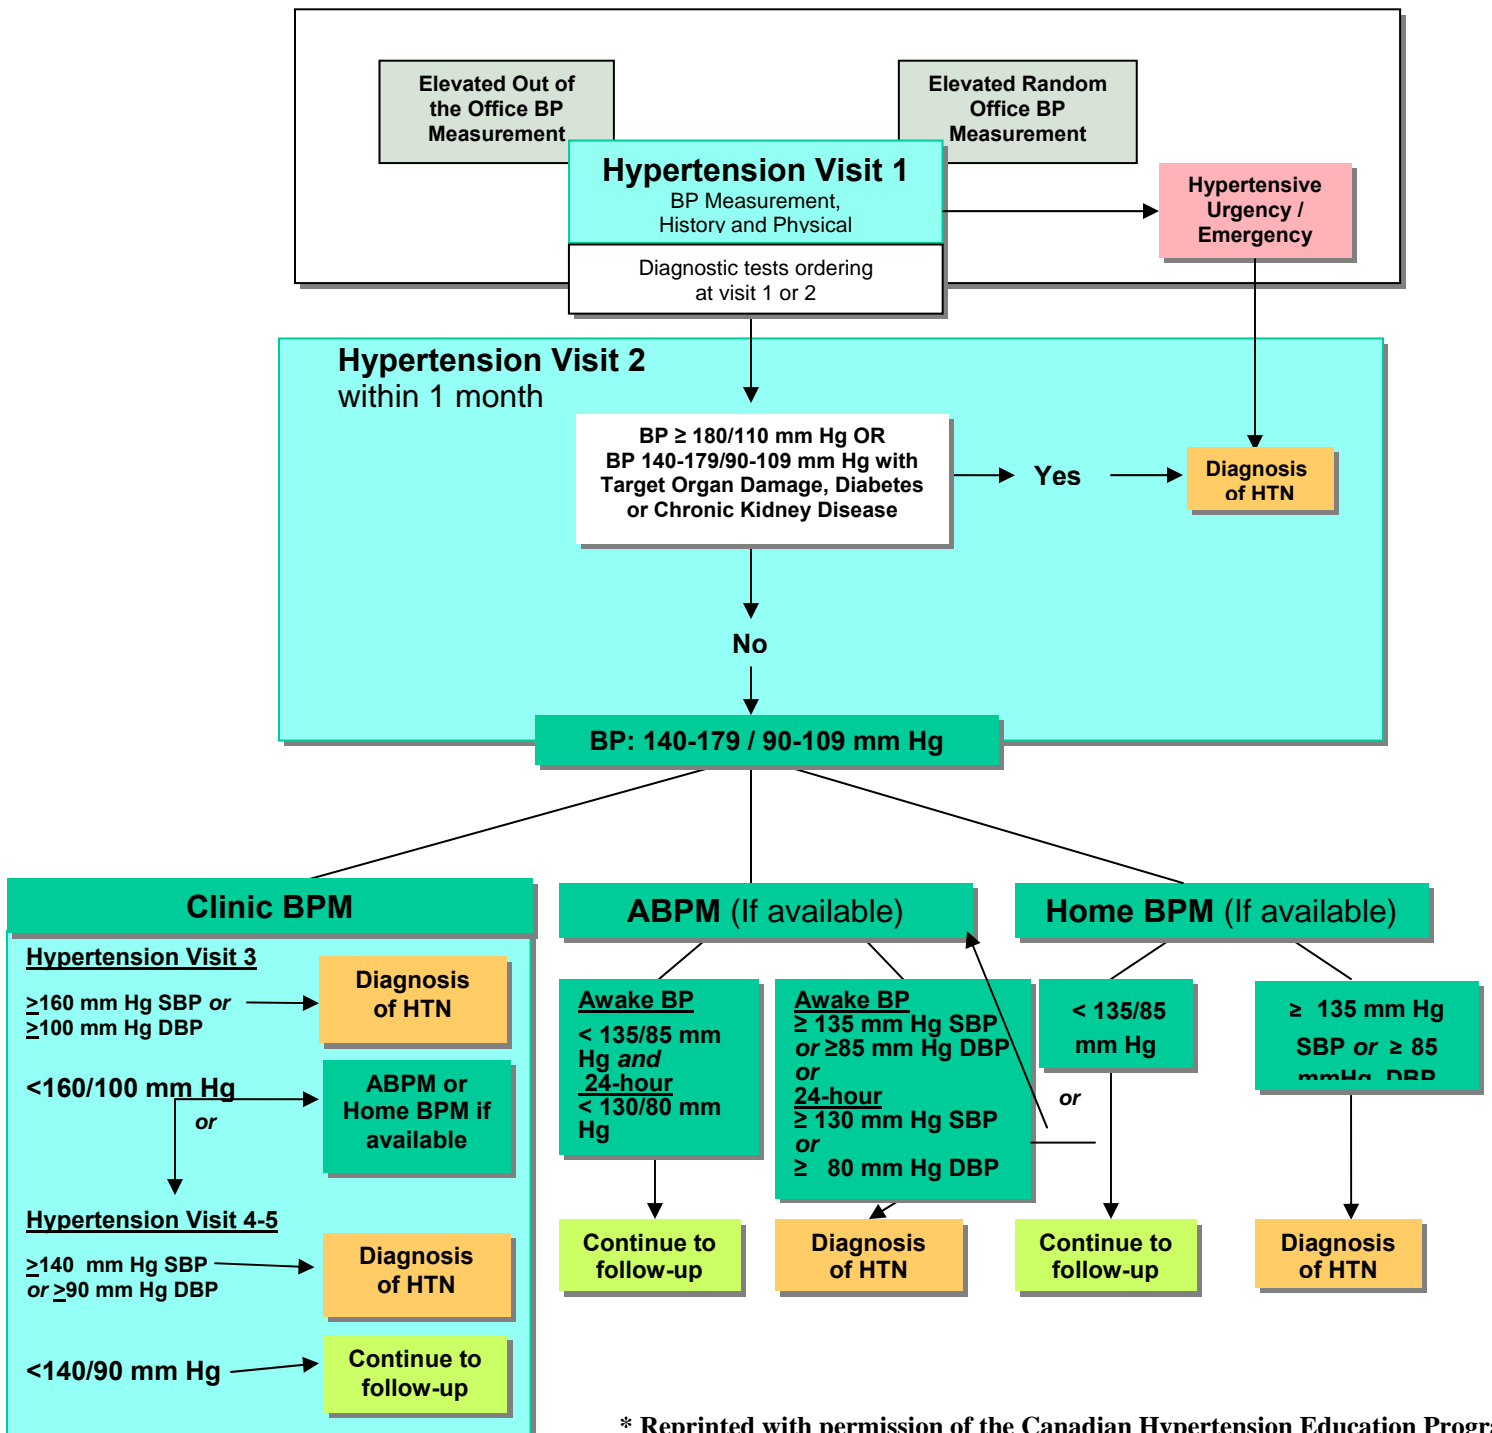 Elevated Out of
the Office BP
Measurement
Elevated Random
Office BP
Measurement
Hypertension Visit 1
BP Measurement,
History and Physical
Diagnostic tests ordering
at visit 1 or 2
Hypertensive
Urgency /
Emergency
Hypertension Visit 2
within 1 month
BP ≥ 180/110 mm Hg OR
BP 140-179/90-109 mm Hg with
Target Organ Damage, Diabetes
or Chronic Kidney Disease
Yes
Diagnosis
of HTN
No
BP: 140-179 / 90-109 mm Hg
Clinic BPM
Hypertension Visit 3
≥160 mm Hg SBP or
≥100 mm Hg DBP
Diagnosis
of HTN
<160/100 mm Hg
or
ABPM or
Home BPM if
available
Hypertension Visit 4-5
≥140 mm Hg SBP
or ≥90 mm Hg DBP
Diagnosis
of HTN
<140/90 mm Hg
Continue to
follow-up
ABPM (If available)
Awake BP
< 135/85 mm
Hg and
24-hour
< 130/80 mm
Hg
Continue to
follow-up
Awake BP
≥ 135 mm Hg SBP
or ≥85 mm Hg DBP
or
24-hour
≥ 130 mm Hg SBP
or
≥ 80 mm Hg DBP
Diagnosis
of HTN
Home BPM (If available)
< 135/85
mm Hg
or
Continue to
follow-up
≥ 135 mm Hg
SBP or ≥ 85
mmHg DBP
Diagnosis
of HTN
* Reprinted with permission of the Canadian Hypertension Education Progra